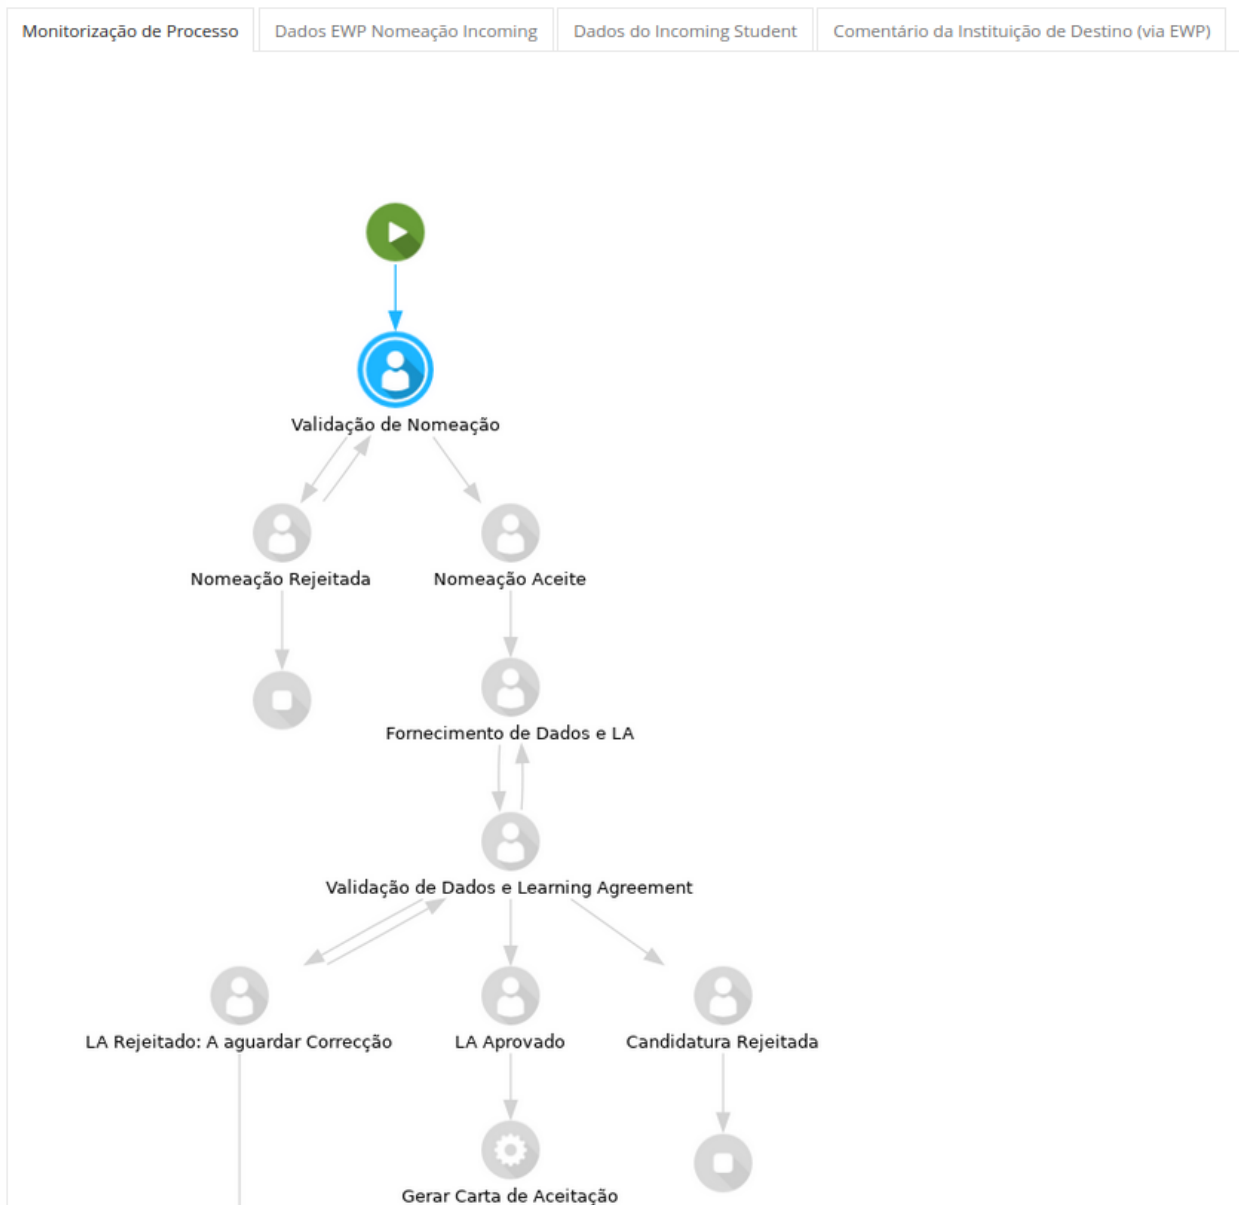 Monitorização de Processo
Dados EWP Nomeação Incoming
Dados do Incoming Student
Comentário da Instituição de Destino (via EWP)
Validação de Nomeação
Nomeação Rejeitada
Nomeação Aceite
Fornecimento de Dados e LA
Validação de Dados e Learning Agreement
LA Rejeitado: A aguardar Correcção
LA Aprovado
Candidatura Rejeitada
Gerar Carta de Aceitação